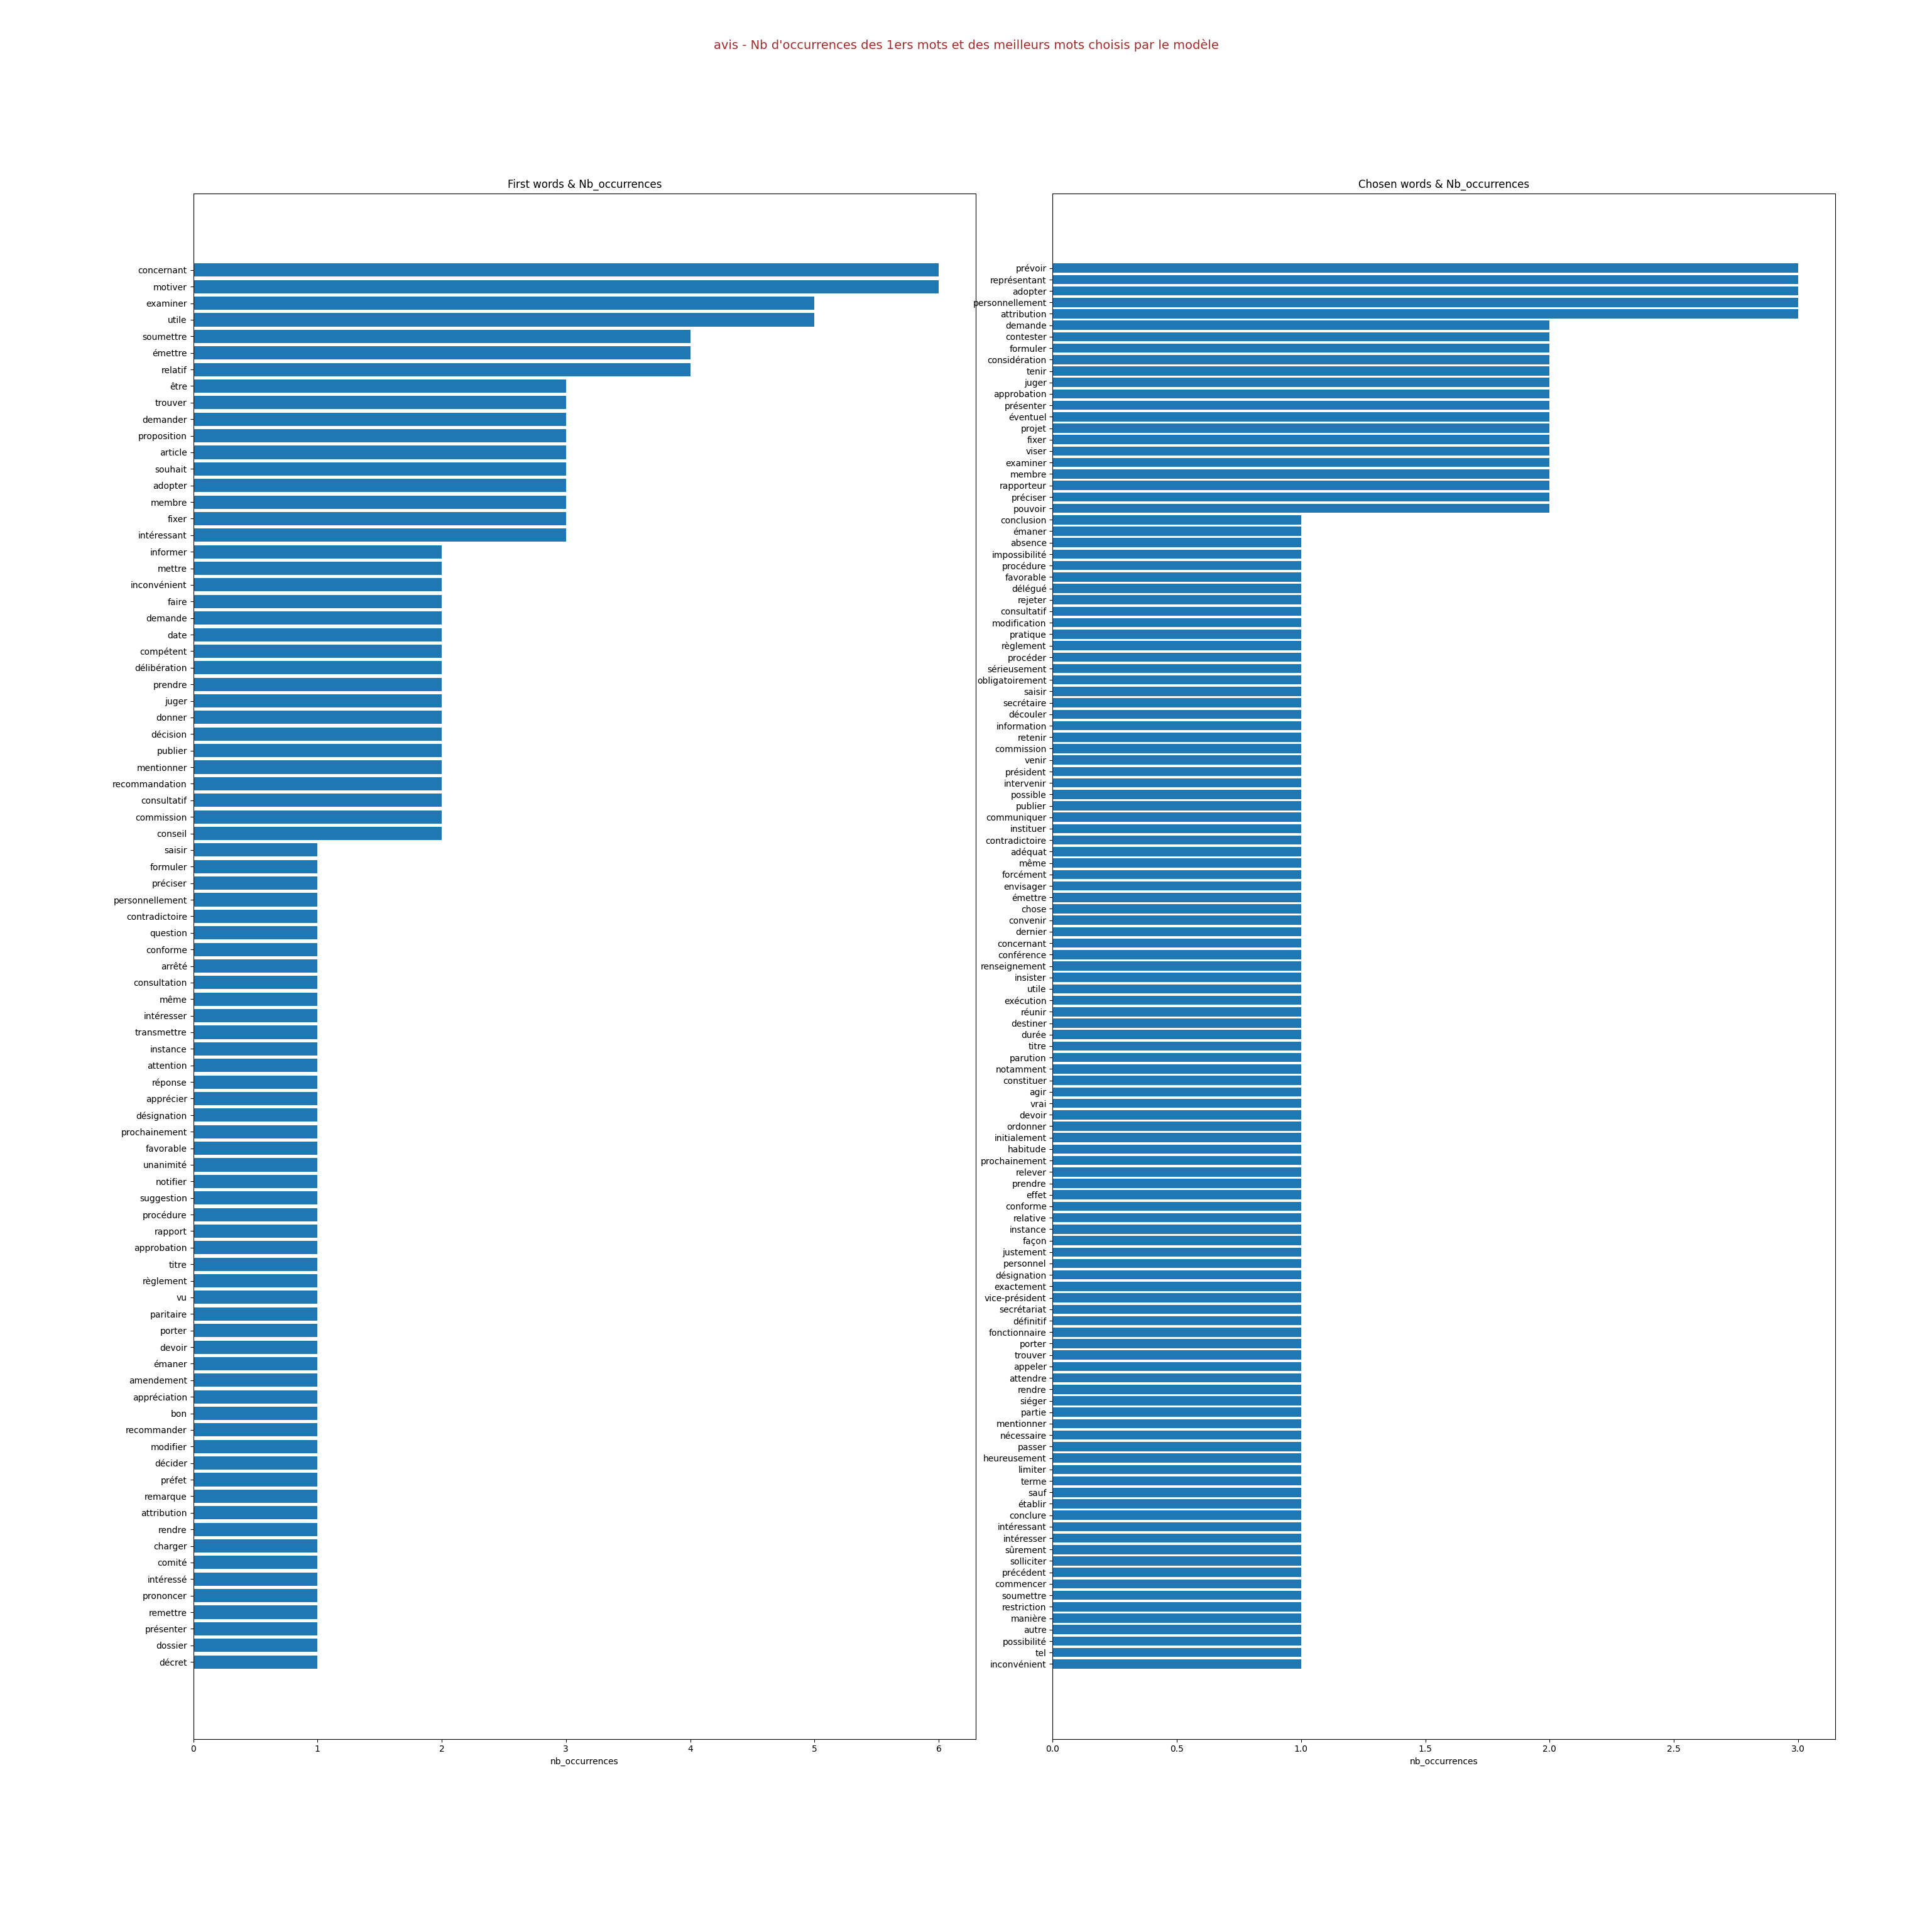 avis - Nb d'occurrences des 1ers mots et des meilleurs mots choisis par le modèle
First words & Nb_occurrences
concernant
motiver
examiner
utile
soumettre
émettre
relatif
être
trouver
demander
proposition
article
souhait
adopter
membre
fixer
intéressant
informer
mettre
inconvénient
faire
demande
date
compétent
délibération
prendre
juger
donner
décision
publier
mentionner
recommandation
consultatif
commission
conseil
saisir
formuler
préciser
personnellement
contradictoire
question
conforme
arrêté
consultation
même
intéresser
transmettre
instance
attention
réponse
apprécier
désignation
prochainement
favorable
unanimité
notifier
suggestion
procédure
rapport
approbation
titre
règlement
vu
paritaire
porter
devoir
émaner
amendement
appréciation
bon
recommander
modifier
décider
préfet
remarque
attribution
rendre
charger
comité
intéressé
prononcer
remettre
présenter
dossier
décret
0 1 2 3 4 5 6
nb_occurrences
Chosen words & Nb_occurrences
prévoir
représentant
adopter
personnellement
attribution
demande
contester
formuler
considération
tenir
juger
approbation
présenter
éventuel
projet
fixer
viser
examiner
membre
rapporteur
préciser
pouvoir
conclusion
émaner
absence
impossibilité
procédure
favorable
délégué
rejeter
consultatif
modification
pratique
règlement
procéder
sérieusement
obligatoirement
saisir
secrétaire
découler
information
retenir
commission
venir
président
intervenir
possible
publier
communiquer
instituer
contradictoire
adéquat
même
forcément
envisager
émettre
chose
convenir
dernier
concernant
conférence
renseignement
insister
utile
exécution
réunir
destiner
durée
titre
parution
notamment
constituer
agir
vrai
devoir
ordonner
initialement
habitude
prochainement
relever
prendre
effet
conforme
relative
instance
façon
justement
personnel
désignation
exactement
vice-président
secrétariat
définitif
fonctionnaire
porter
trouver
appeler
attendre
rendre
siéger
partie
mentionner
nécessaire
passer
heureusement
limiter
terme
sauf
établir
conclure
intéressant
intéresser
sûrement
solliciter
précédent
commencer
soumettre
restriction
manière
autre
possibilité
tel
inconvénient
0.0 0.5 1.0 1.5 2.0 2.5 3.0
nb_occurrences